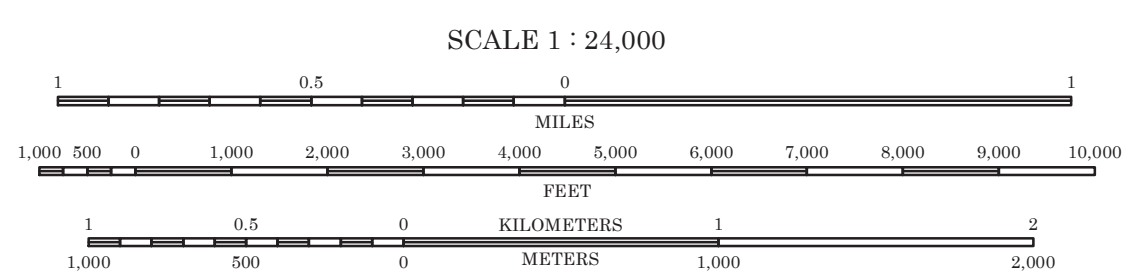 SCALE 1 : 24,000
1 0.5 0 1
MILES
1,000 500 0 1,000 2,000 3,000 4,000 5,000 6,000 7,000 8,000 9,000 10,000
FEET
1 0.5 0 KILOMETERS 1 2
1,000 500 0 METERS 1,000 2,000